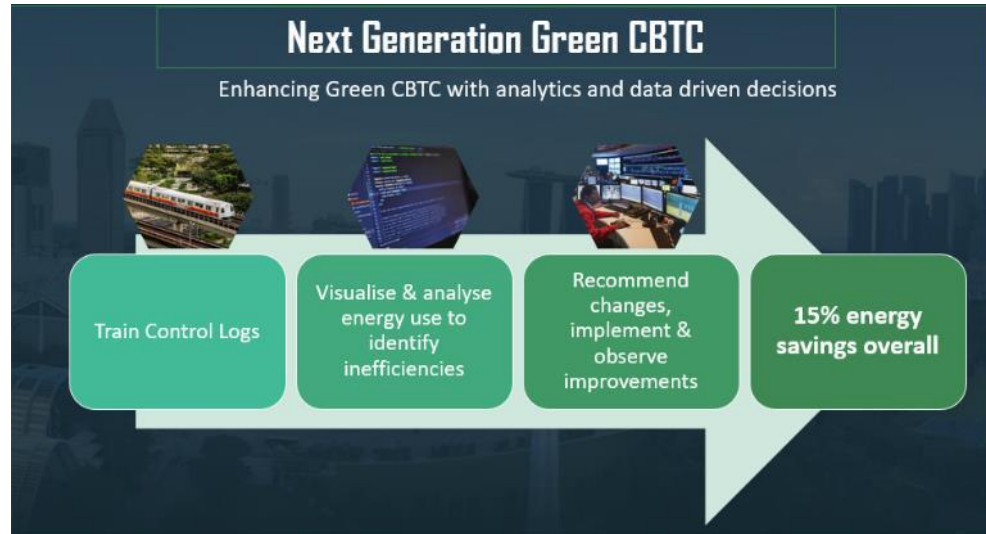 Next Generation Green CBTC
Enhancing Green CBTC with analytics and data driven decisions
Train Control Logs
Visualise & analyse
energy use to
identify
inefficiencies
Recommend
changes,
implement &
observe
improvements
15% energy
savings overall